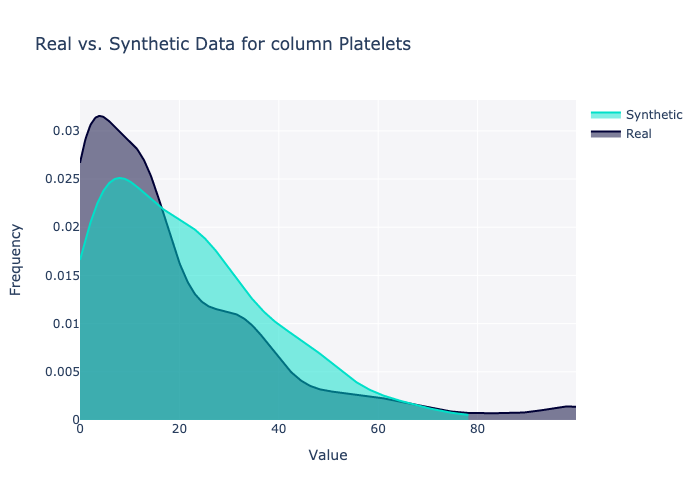 Real vs. Synthetic Data for column Platelets
Synthetic
Real
Frequency
0.03
0.025
0.02
0.015
0.01
0.005
0
0 20 40 60 80
Value